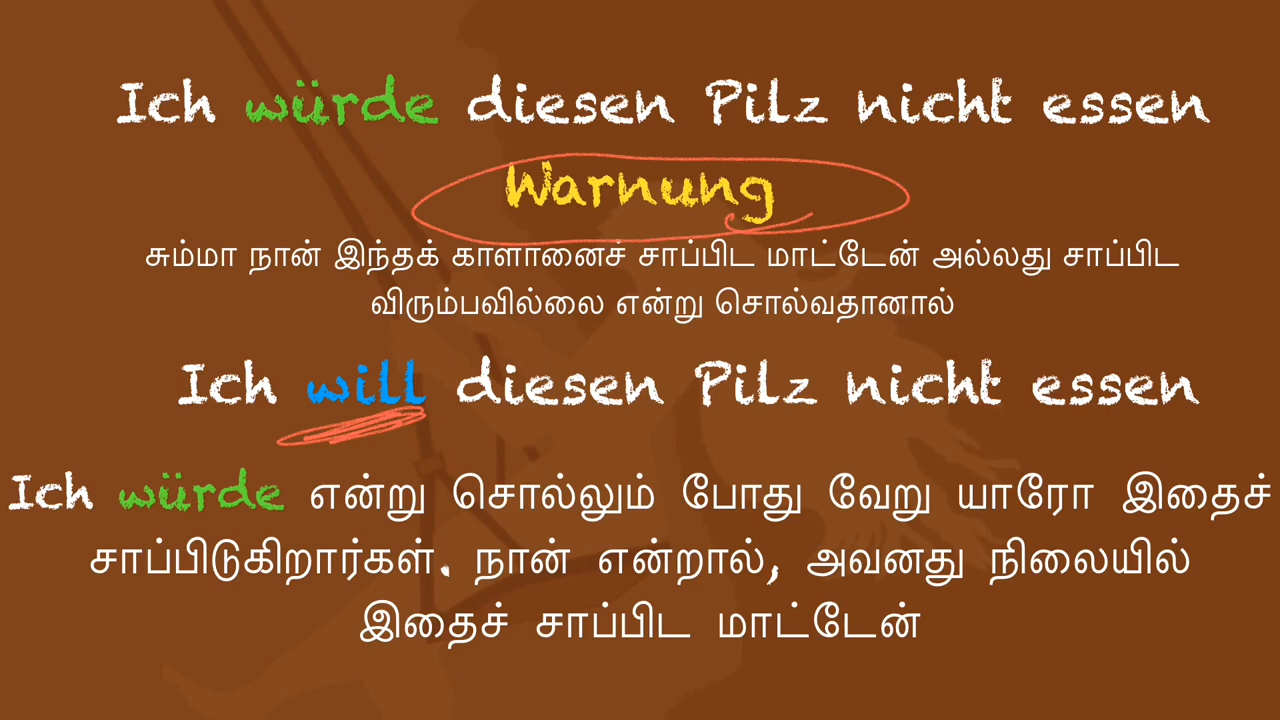 Ich würde diesen Pilz nicht essen
Warnung
சும்மா நான் இந்தக் காளானைச் சாப்பிட மாட்டேன் அல்லது சாப்பிட
விரும்பவில்லை என்று சொல்வதானால்
Ich will diesen Pilz nicht essen
Ich würde என்று சொல்லும் போது வேறு யாரோ இதைச்
சாப்பிடுகிறார்கள். நான் என்றால், அவனது நிலையில்
இதைச் சாப்பிட மாட்டேன்